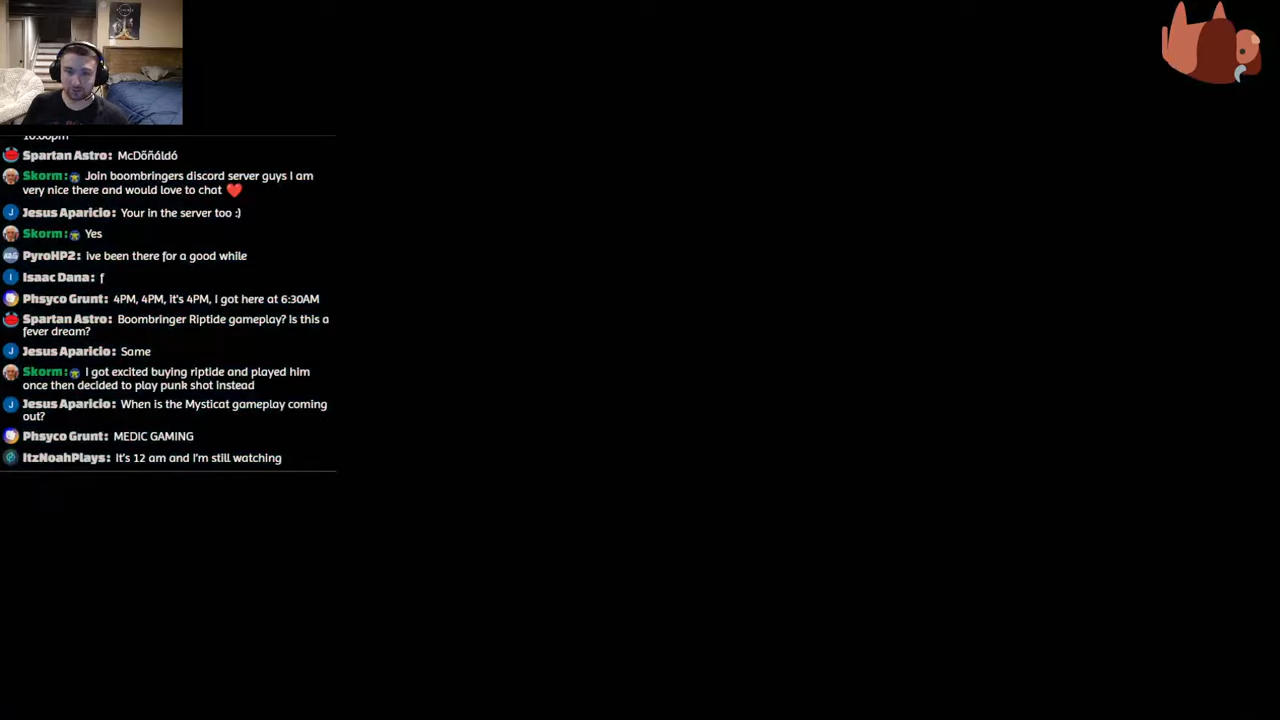 10:00pm
Spartan Astro: McDõñáldó
Skorm: Join boombringers discord server guys I am
very nice there and would love to chat ❤️
Jesus Aparicio: Your in the server too :)
Skorm: Yes
PyroHP2: ive been there for a good while
Isaac Dana: f
Phsyco Grunt: 4PM, 4PM, it's 4PM, I got here at 6:30AM
Spartan Astro: Boombringer Riptide gameplay? Is this a
fever dream?
Jesus Aparicio: Same
Skorm: I got excited buying riptide and played him
once then decided to play punk shot instead
Jesus Aparicio: When is the Mysticat gameplay coming
out?
Phsyco Grunt: MEDIC GAMING
ItzNoahPlays: It's 12 am and I'm still watching